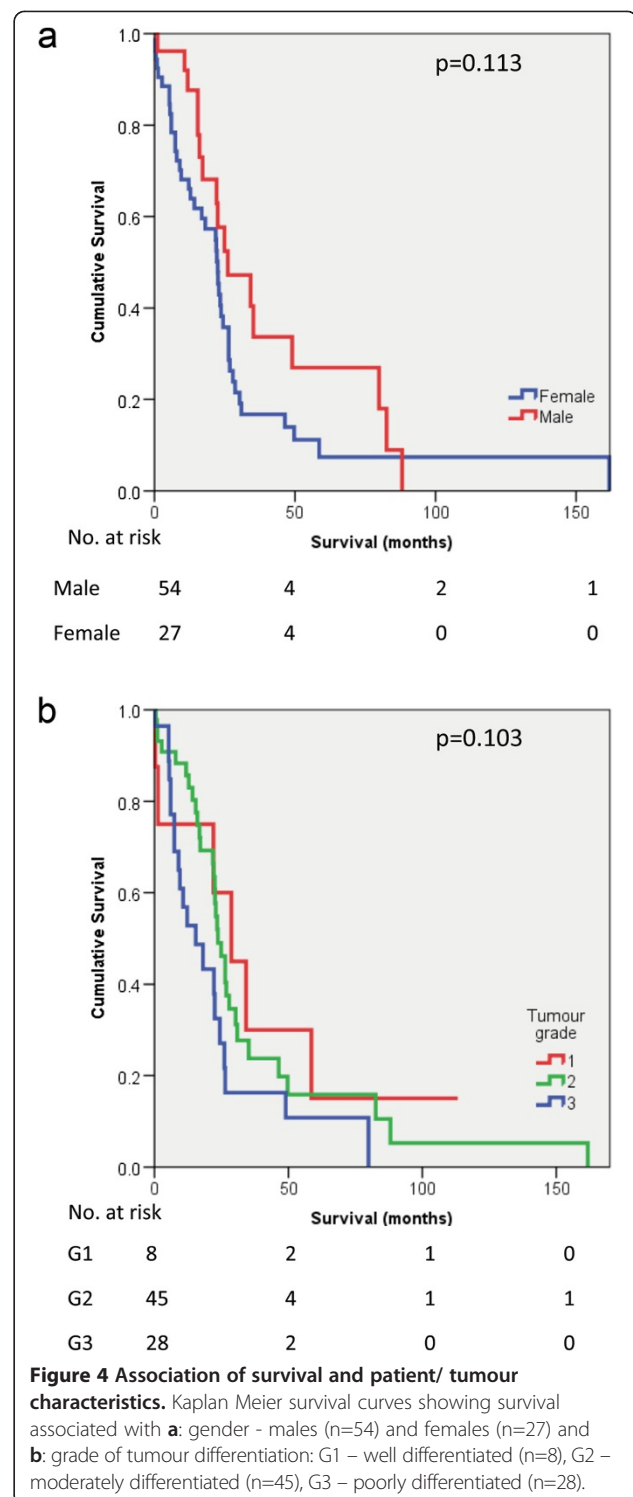 a
1.0
p=0.113
0.8
0.6
Cumulative Survival
0.4
Female
Male
0.2
0.0
0 50 100 150
No. at risk
Survival (months)
Male 54 4 2 1
Female 27 4 0 0
b
1.0
p=0.103
0.8
0.6
Cumulative Survival
0.4
Tumour
grade
1
2
3
0.2
0.0
0 50 100 150
No. at risk
Survival (months)
G1 8 2 1 0
G2 45 4 1 1
G3 28 2 0 0
Figure 4 Association of survival and patient/ tumour
characteristics. Kaplan Meier survival curves showing survival
associated with a: gender - males (n=54) and females (n=27) and
b: grade of tumour differentiation: G1 – well differentiated (n=8), G2 –
moderately differentiated (n=45), G3 – poorly differentiated (n=28).